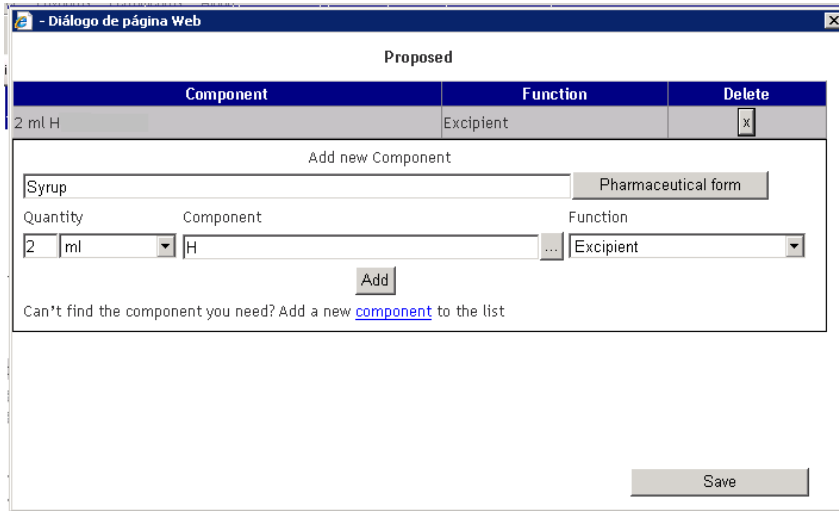 - Diálogo de página Web
Proposed
Component Function Delete
2 ml H Excipient x
Add new Component
Syrup Pharmaceutical form
Quantity Component Function
2 ml H ... Excipient
Add
Can't find the component you need? Add a new component to the list
Save